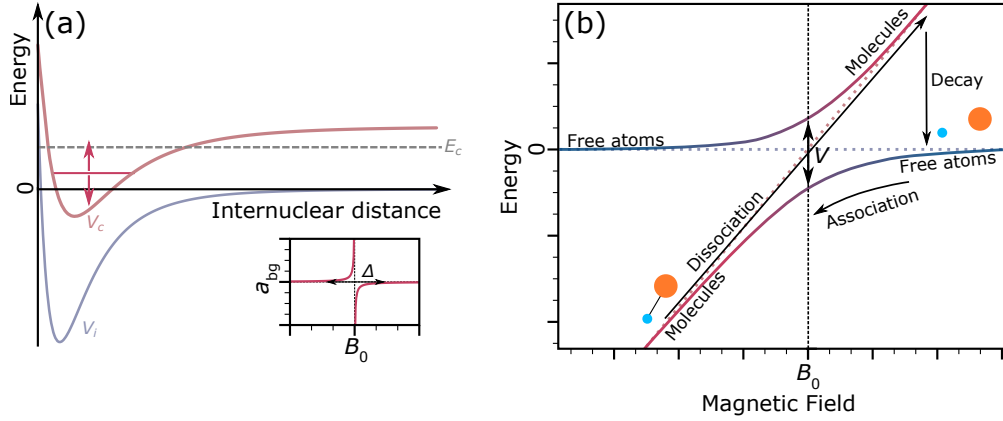 (a)
Energy
E_c
0
Internuclear distance
V_c
V_i
a_bg
Δ
B_0
(b)
Energy
Molecules
Decay
Free atoms
0
V
Free atoms
Association
Dissociation
Molecules
B_0
Magnetic Field